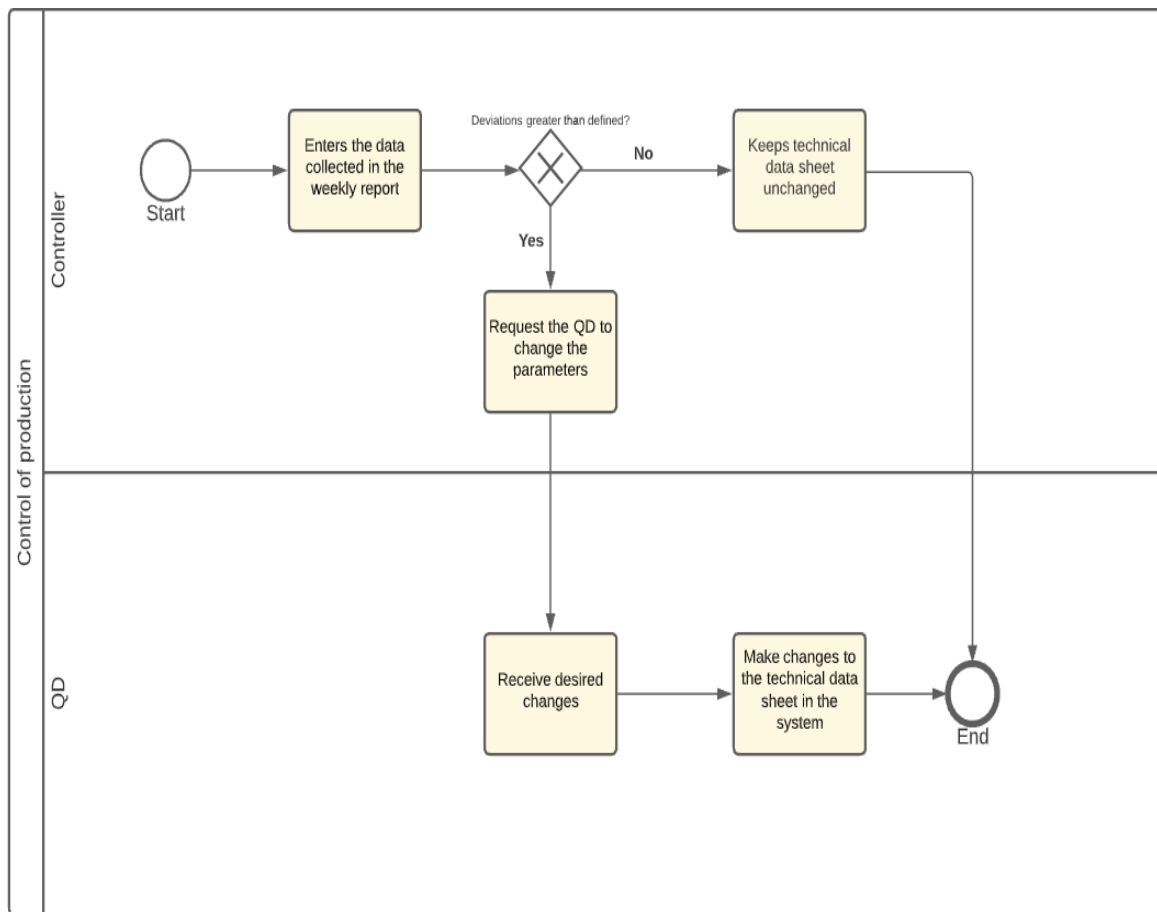 Control of production
Controller
Start
Enters the data
collected in the
weekly report
Deviations greater than defined?
No
Keeps technical
data sheet
unchanged
Yes
Request the QD to
change the
parameters
QD
Receive desired
changes
Make changes to
the technical data
sheet in the
system
End